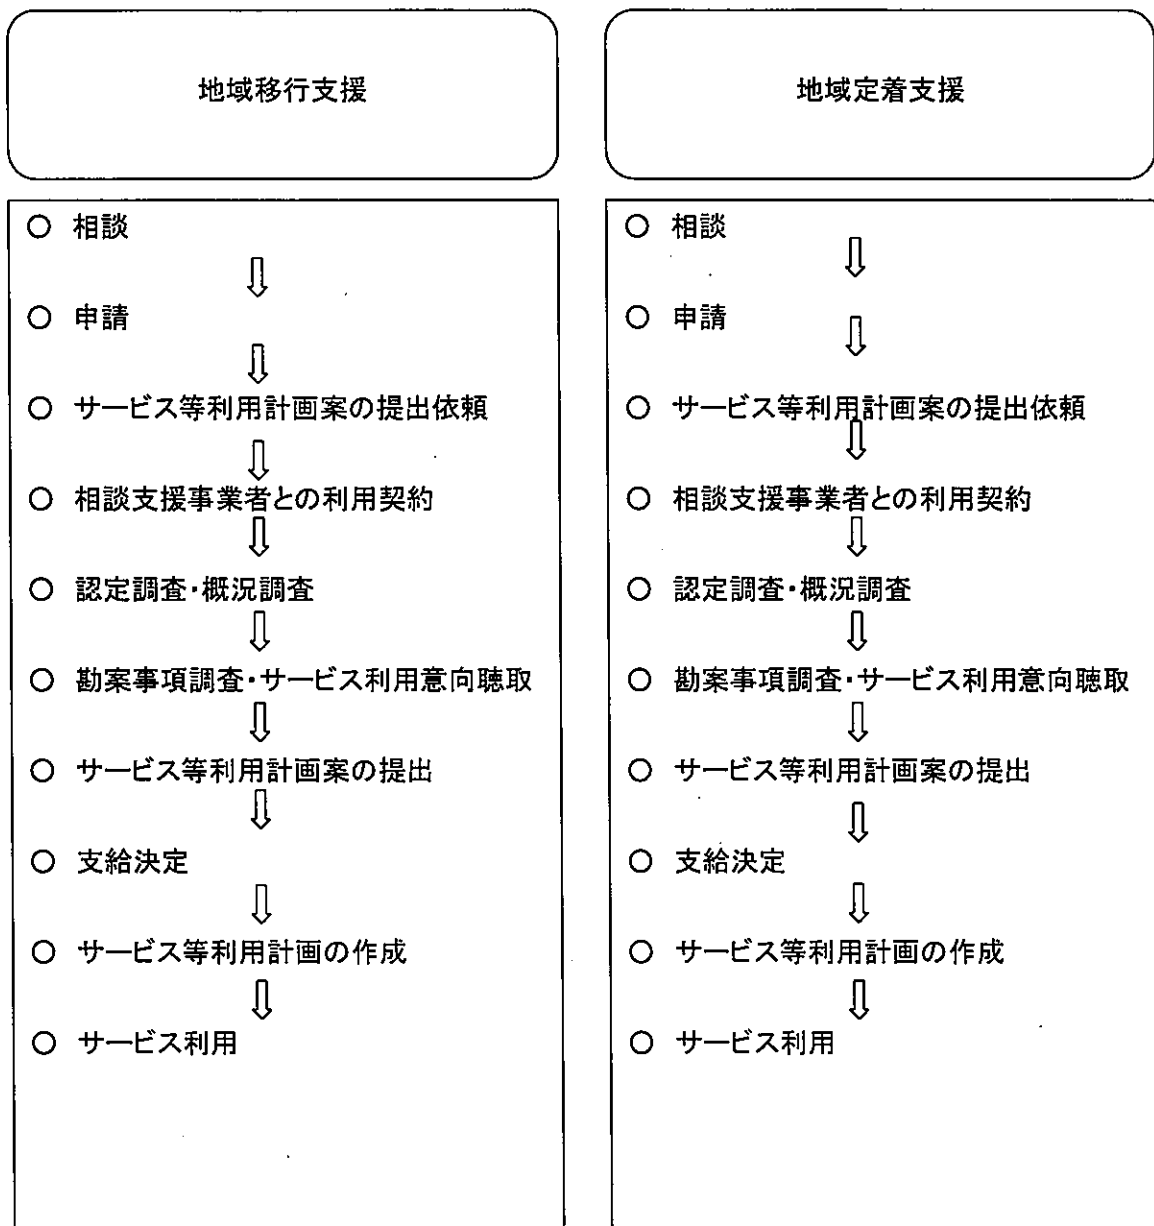 地域移行支援
○ 相談
⇩
○ 申請
⇩
○ サービス等利用計画案の提出依頼
⇩
○ 相談支援事業者との利用契約
⇩
○ 認定調査・概況調査
⇩
○ 勘案事項調査・サービス利用意向聴取
⇩
○ サービス等利用計画案の提出
⇩
○ 支給決定
⇩
○ サービス等利用計画の作成
⇩
○ サービス利用
地域定着支援
○ 相談
⇩
○ 申請
⇩
○ サービス等利用計画案の提出依頼
⇩
○ 相談支援事業者との利用契約
⇩
○ 認定調査・概況調査
⇩
○ 勘案事項調査・サービス利用意向聴取
⇩
○ サービス等利用計画案の提出
⇩
○ 支給決定
⇩
○ サービス等利用計画の作成
⇩
○ サービス利用